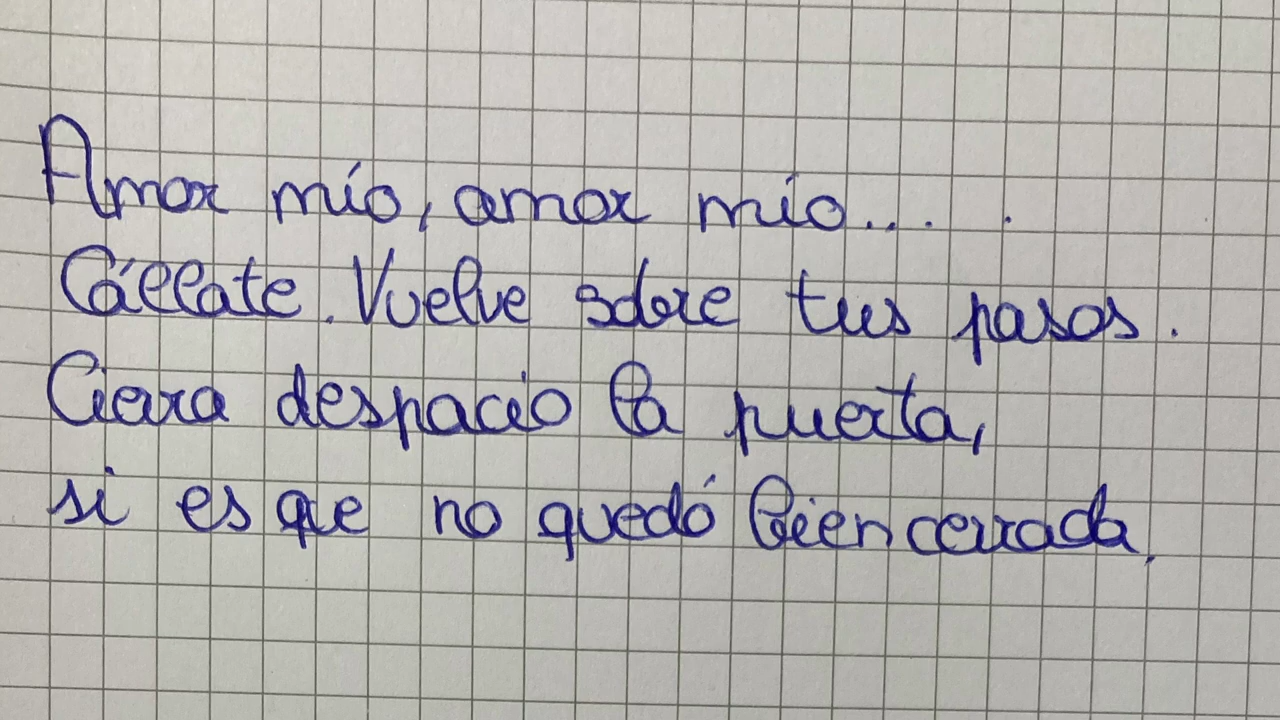 Amor mío, amor mío....
Cállate. Vuelve sobre tus pasos.
Cierra despacio la puerta,
si es que no quedó bien cerrada.